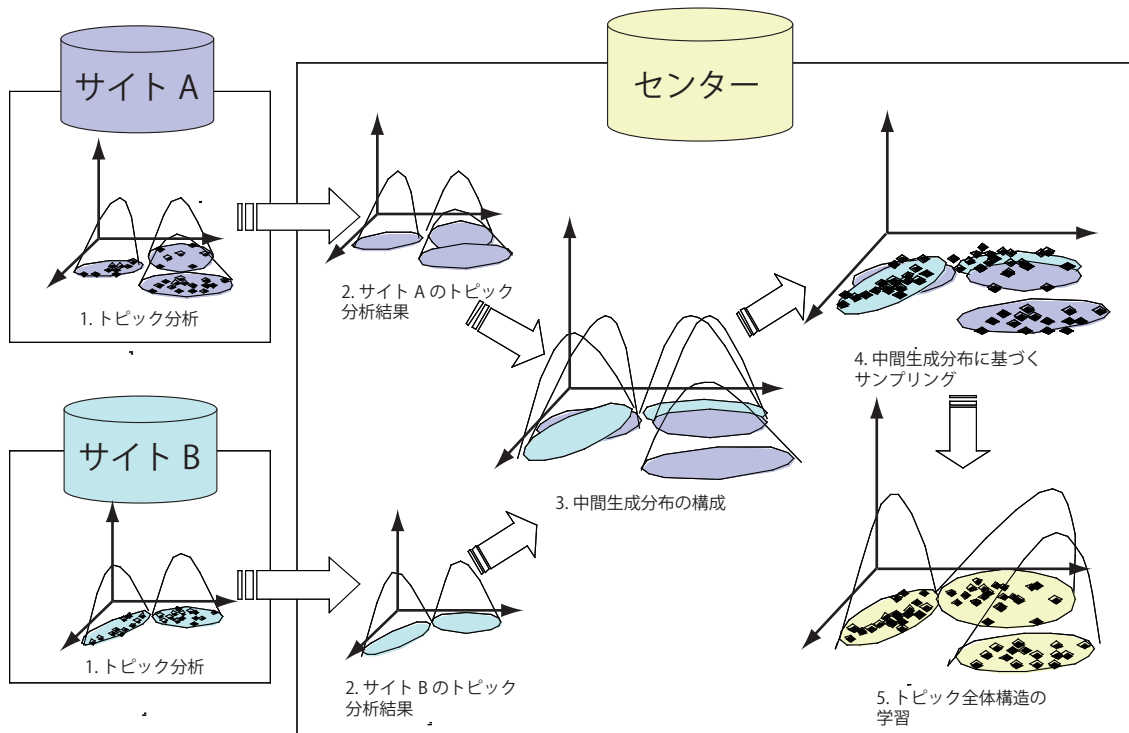 サイト A
センター
1. トピック分析
2. サイト A のトピック
分析結果
サイト B
1. トピック分析
2. サイト B のトピック
分析結果
3. 中間生成分布の構成
4. 中間生成分布に基づく
サンプリング
5. トピック全体構造の
学習